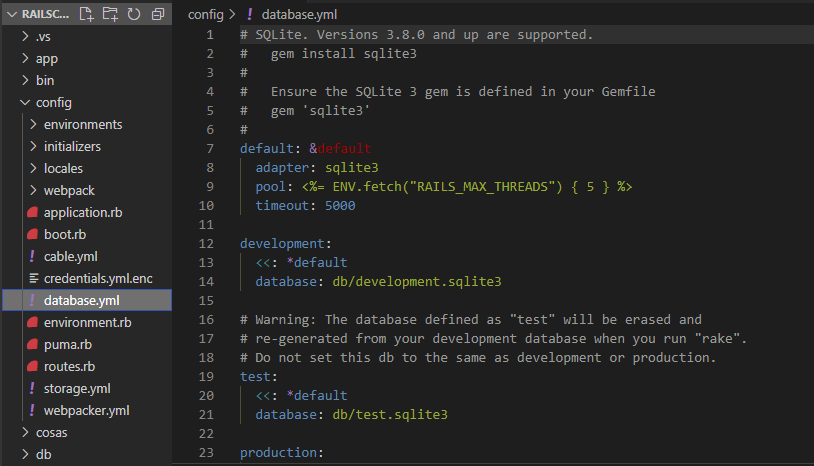 RAILSC...
.vs
app
bin
config
environments
initializers
locales
webpack
application.rb
boot.rb
! cable.yml
credentials.yml.enc
! database.yml
environment.rb
puma.rb
routes.rb
! storage.yml
! webpacker.yml
cosas
db
config > ! database.yml
1 # SQLite. Versions 3.8.0 and up are supported.
2 #   gem install sqlite3
3 #
4 #   Ensure the SQLite 3 gem is defined in your Gemfile
5 #   gem 'sqlite3'
6 #
7 default: &default
8   adapter: sqlite3
9   pool: <%= ENV.fetch("RAILS_MAX_THREADS") { 5 } %>
10   timeout: 5000
11
12 development:
13   <<: *default
14   database: db/development.sqlite3
15
16 # Warning: The database defined as "test" will be erased and
17 # re-generated from your development database when you run "rake".
18 # Do not set this db to the same as development or production.
19 test:
20   <<: *default
21   database: db/test.sqlite3
22
23 production: